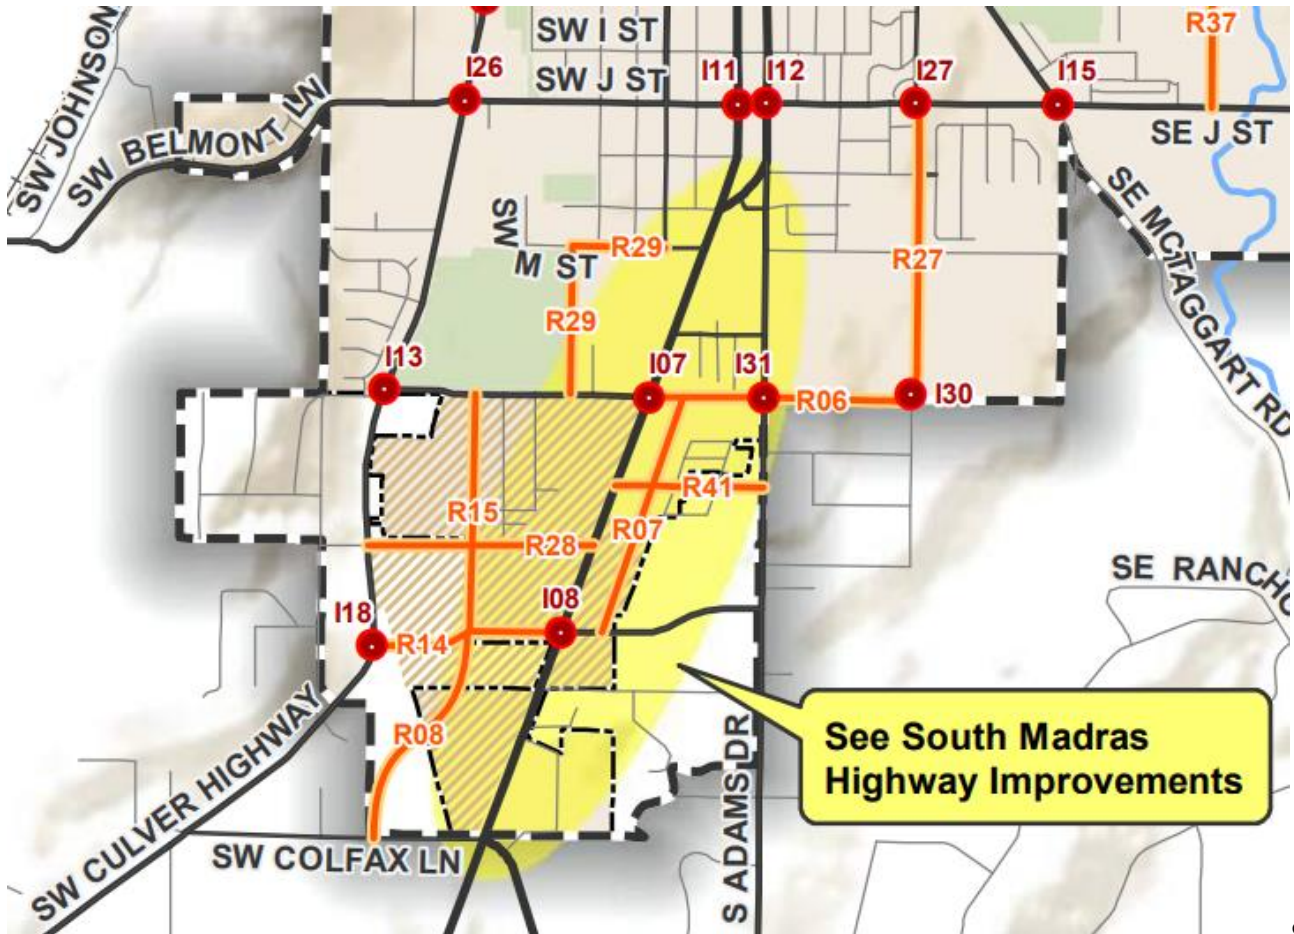 SW I ST
R37
SW JOHNSON
I26
SW J ST
I11
I12
I27
I15
SW BELMONT LN
SE J ST
SW
M ST
R29
R27
SE MCTAGGART RD
R29
I13
I07
I31
R06
I30
R15
R41
R07
R28
SE RANCHO
I08
I18
R14
R08
See South Madras
Highway Improvements
S ADAMS DR
SW CULVER HIGHWAY
SW COLFAX LN